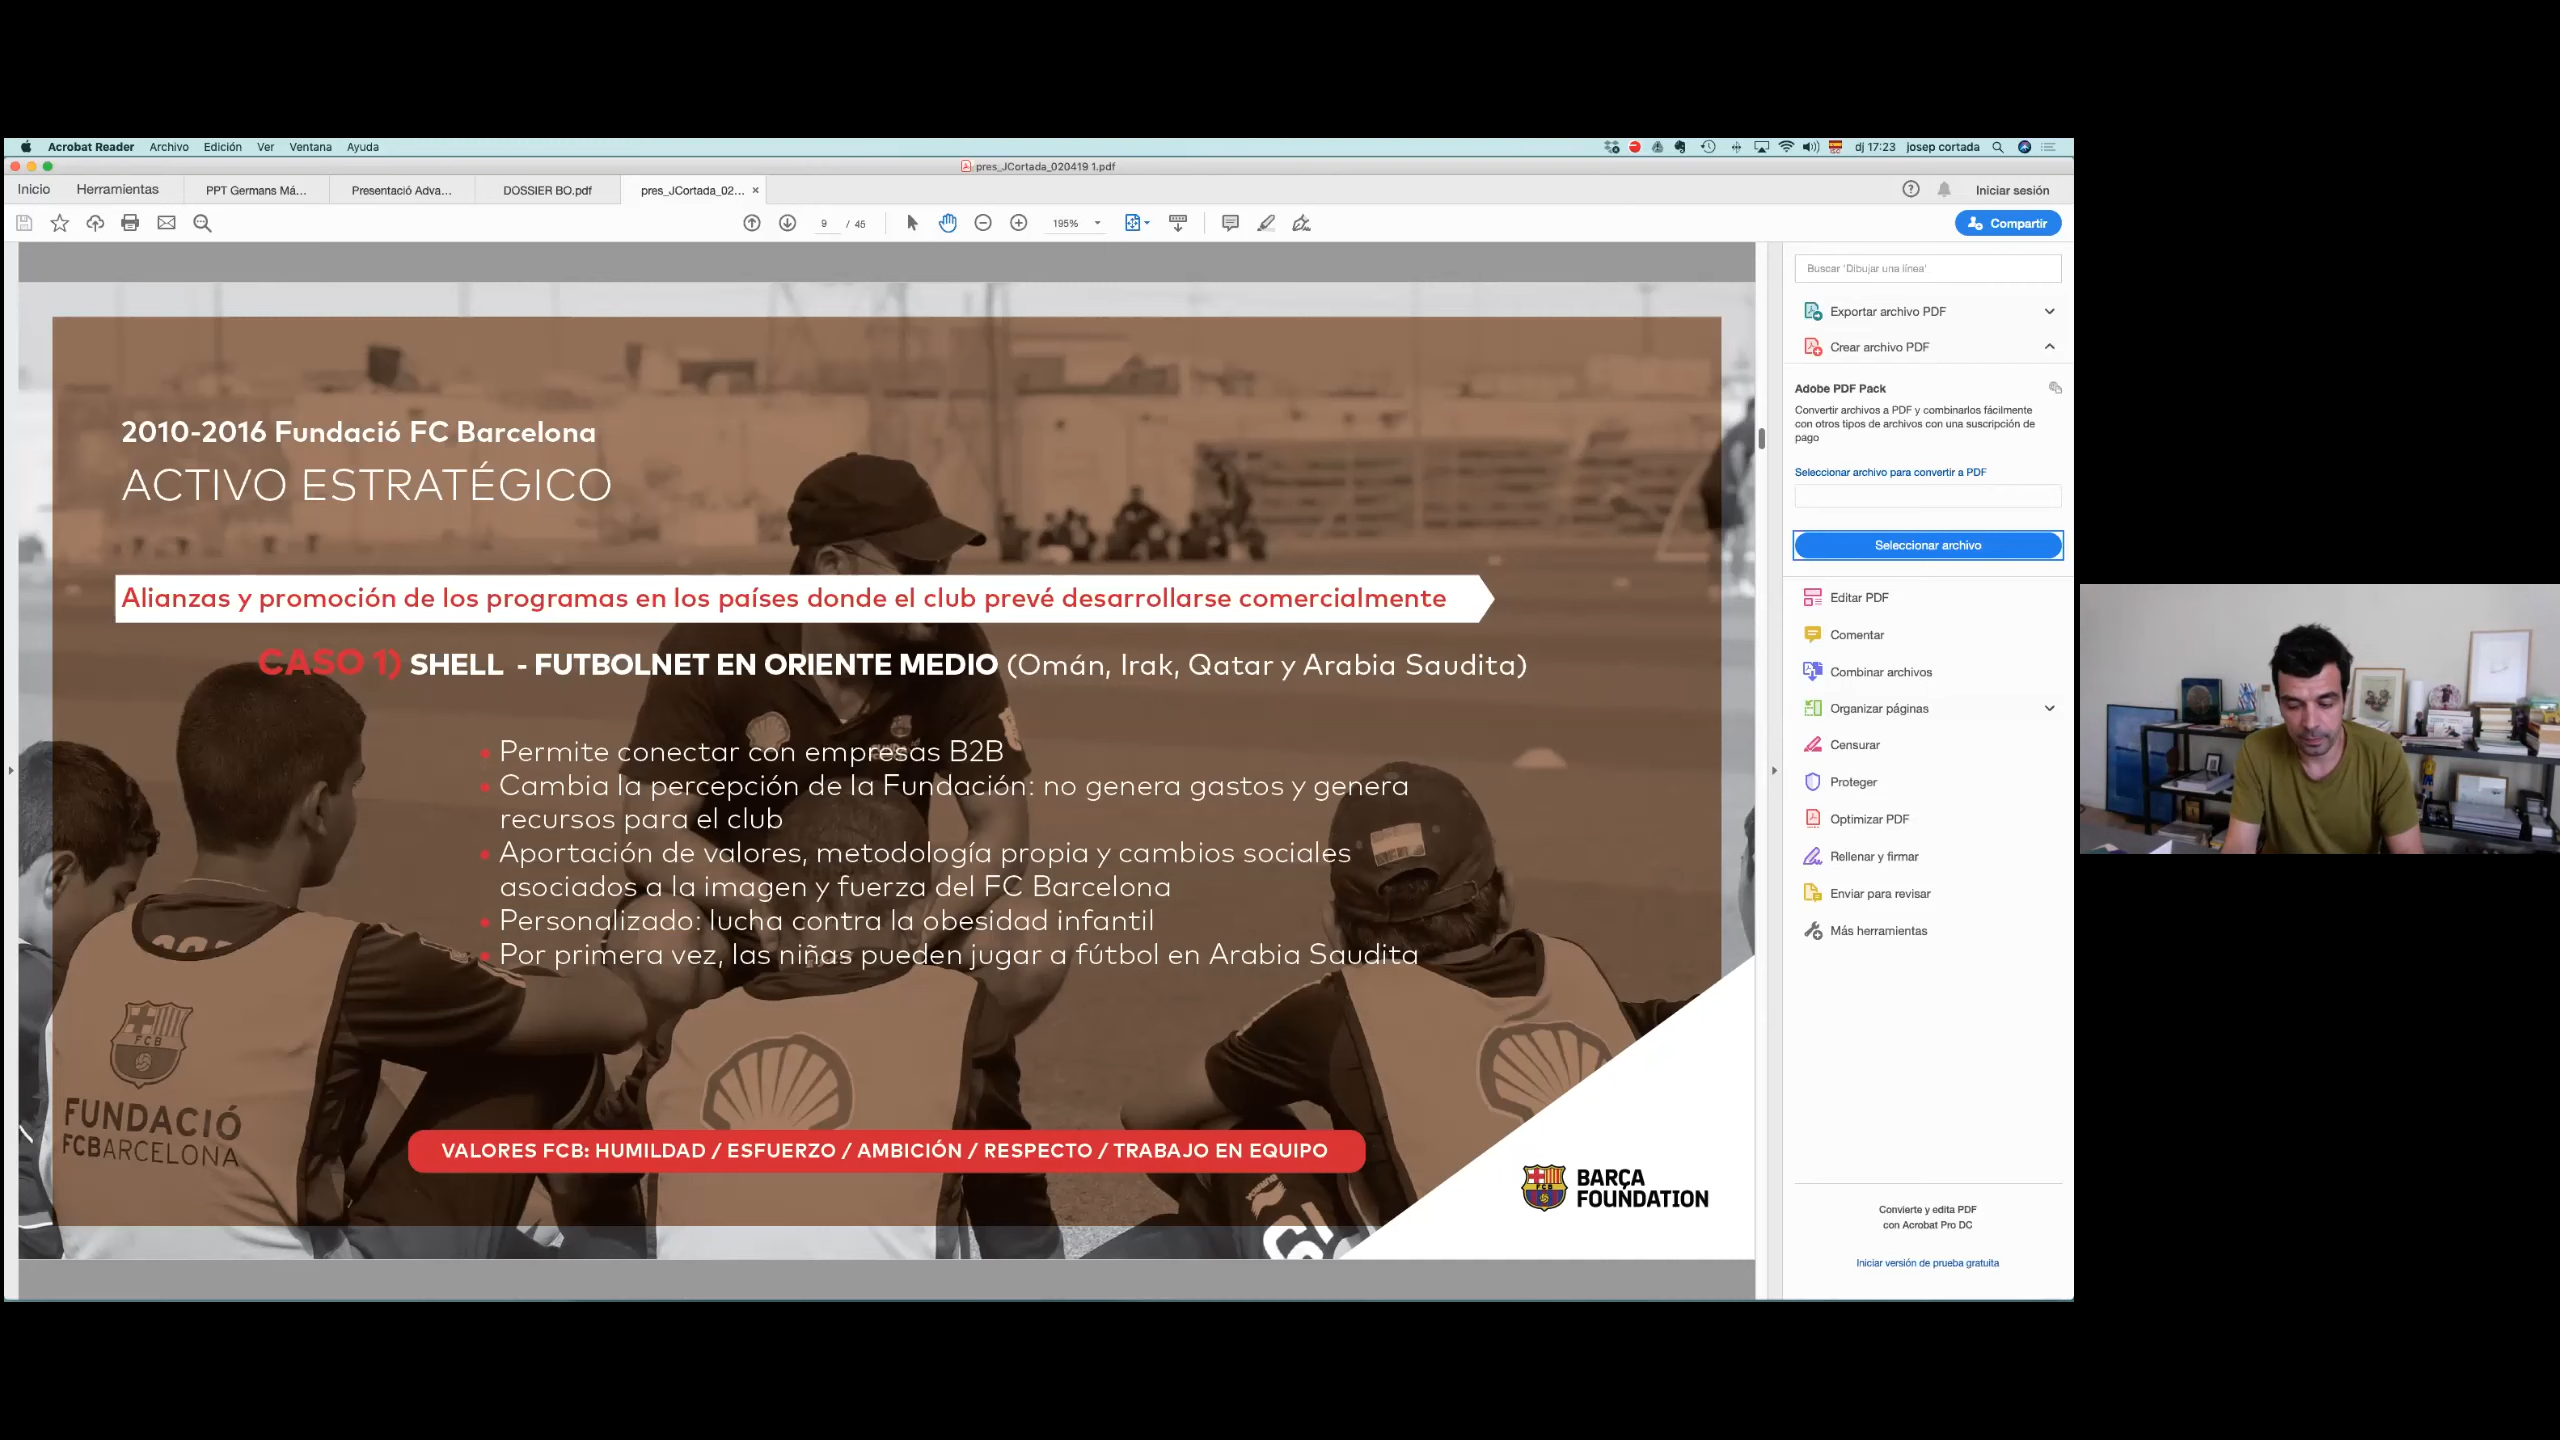 Acrobat Reader Archivo Edición Ver Ventana Ayuda
dj 17:23 josep cortada
pres_JCortada_020419 1.pdf
Inicio Herramientas PPT Germans Má... Presentació Adva... DOSSIER BO.pdf pres_JCortada_02... × Iniciar sesión
9 / 46 195% Compartir
2010-2016 Fundació FC Barcelona
ACTIVO ESTRATÉGICO
Alianzas y promoción de los programas en los países donde el club prevé desarrollarse comercialmente
CASO 1) SHELL - FUTBOLNET EN ORIENTE MEDIO (Omán, Irak, Qatar y Arabia Saudita)
• Permite conectar con empresas B2B
• Cambia la percepción de la Fundación: no genera gastos y genera
recursos para el club
• Aportación de valores, metodología propia y cambios sociales
asociados a la imagen y fuerza del FC Barcelona
• Personalizado: lucha contra la obesidad infantil
• Por primera vez, las niñas pueden jugar a fútbol en Arabia Saudita
FCB
FUNDACIÓ
FCBARCELONA
VALORES FCB: HUMILDAD / ESFUERZO / AMBICIÓN / RESPECTO / TRABAJO EN EQUIPO
FCB
BARÇA
FOUNDATION
Buscar 'Dibujar una línea'
Exportar archivo PDF
Crear archivo PDF
Adobe PDF Pack
Convertir archivos a PDF y combinarlos fácilmente
con otros tipos de archivos con una suscripción de
pago
Seleccionar archivo para convertir a PDF
Seleccionar archivo
Editar PDF
Comentar
Combinar archivos
Organizar páginas
Censurar
Proteger
Optimizar PDF
Rellenar y firmar
Enviar para revisar
Más herramientas
Convierte y edita PDF
con Acrobat Pro DC
Iniciar versión de prueba gratuita